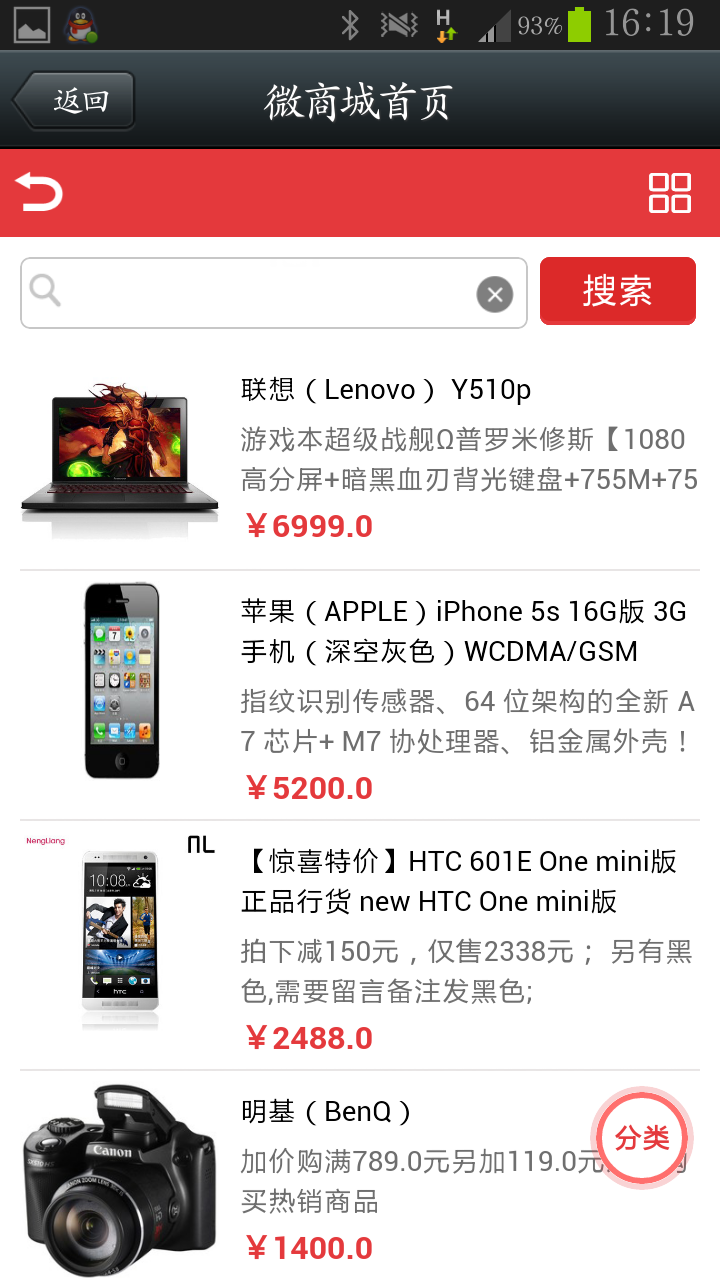 H 93% 16:19
返回 微商城首页
搜索
联想（Lenovo） Y510p
游戏本超级战舰Ω普罗米修斯【1080
高分屏+暗黑血刃背光键盘+755M+75
￥6999.0
苹果（APPLE）iPhone 5s 16G版 3G
手机（深空灰色）WCDMA/GSM
指纹识别传感器、64 位架构的全新 A
7 芯片+ M7 协处理器、铝金属外壳！
￥5200.0
NengLiang
NL
10:08
htc
【惊喜特价】HTC 601E One mini版
正品行货 new HTC One mini版
拍下减150元，仅售2338元； 另有黑
色,需要留言备注发黑色;
￥2488.0
Canon
明基（BenQ）
加价购满789.0元另加119.0元
买热销商品
￥1400.0
分类